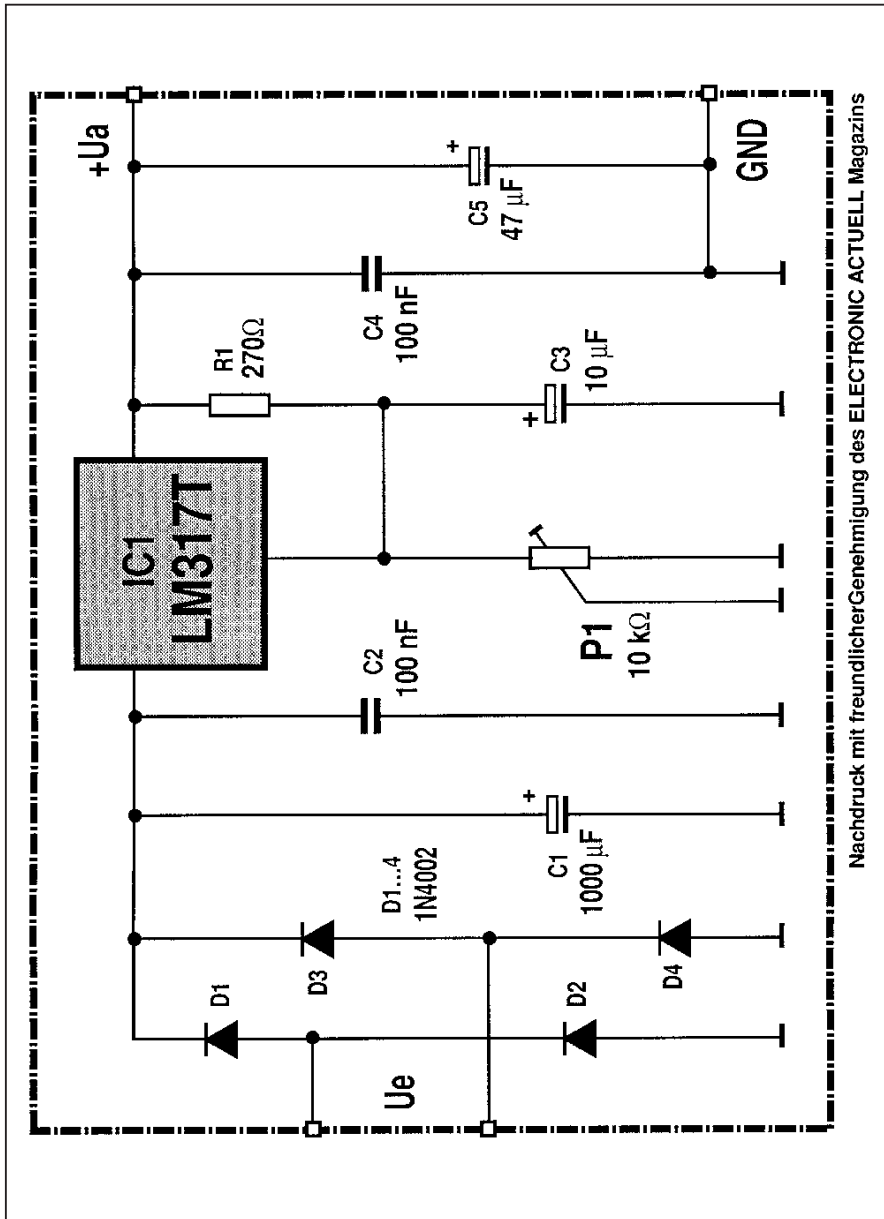 +Ua
IC1
LM317T
R1
270Ω
C4
100 nF
C5
47 µF
+
C3
10 µF
+
GND
C2
100 nF
P1
10 kΩ
C1
1000 µF
+
D1...4
1N4002
D1
D3
D2
D4
Ue
Nachdruck mit freundlicherGenehmigung des ELECTRONIC ACTUELL Magazins